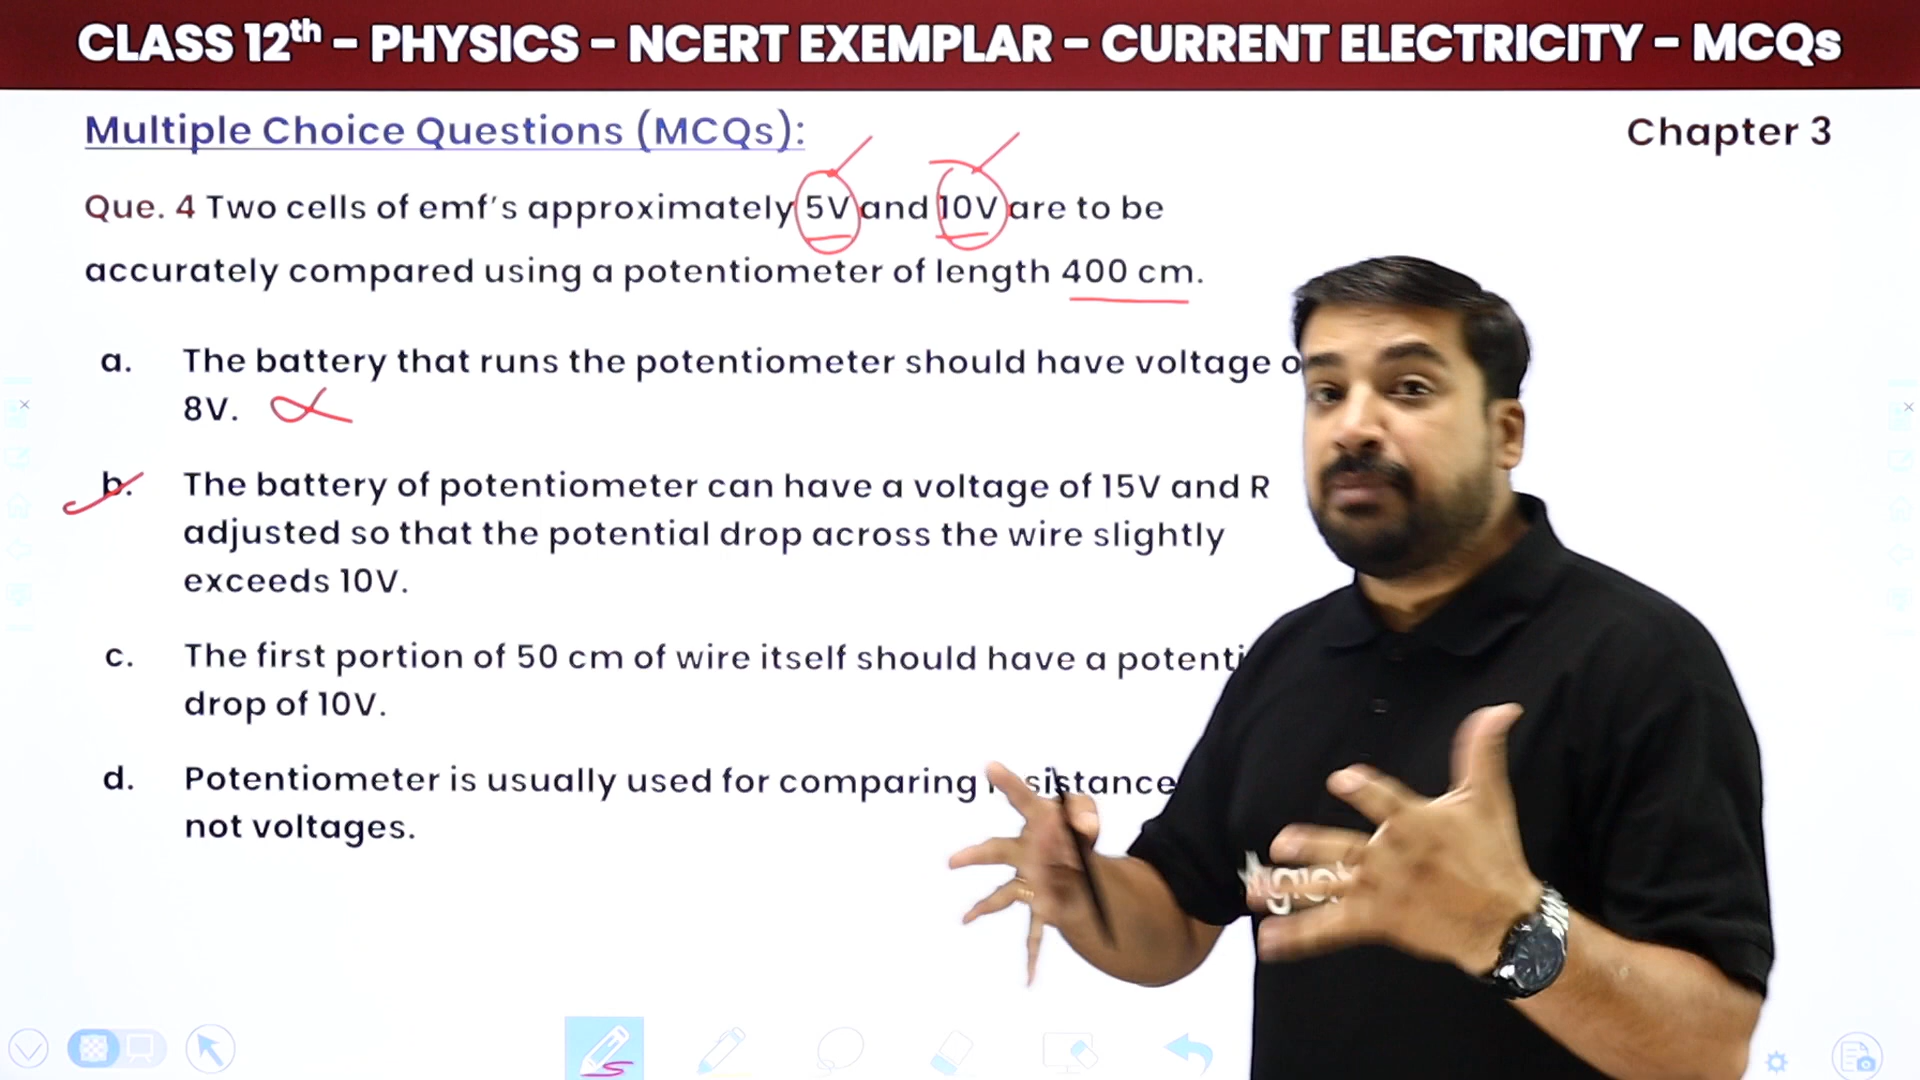 CLASS 12th – PHYSICS – NCERT EXEMPLAR – CURRENT ELECTRICITY – MCQs
Multiple Choice Questions (MCQs):
Chapter 3
Que. 4 Two cells of emf's approximately 5V and 10V are to be
accurately compared using a potentiometer of length 400 cm.
a. The battery that runs the potentiometer should have voltage
8V.
b. The battery of potentiometer can have a voltage of 15V and R
adjusted so that the potential drop across the wire slightly
exceeds 10V.
c. The first portion of 50 cm of wire itself should have a potenti
drop of 10V.
d. Potentiometer is usually used for comparing
not voltages.